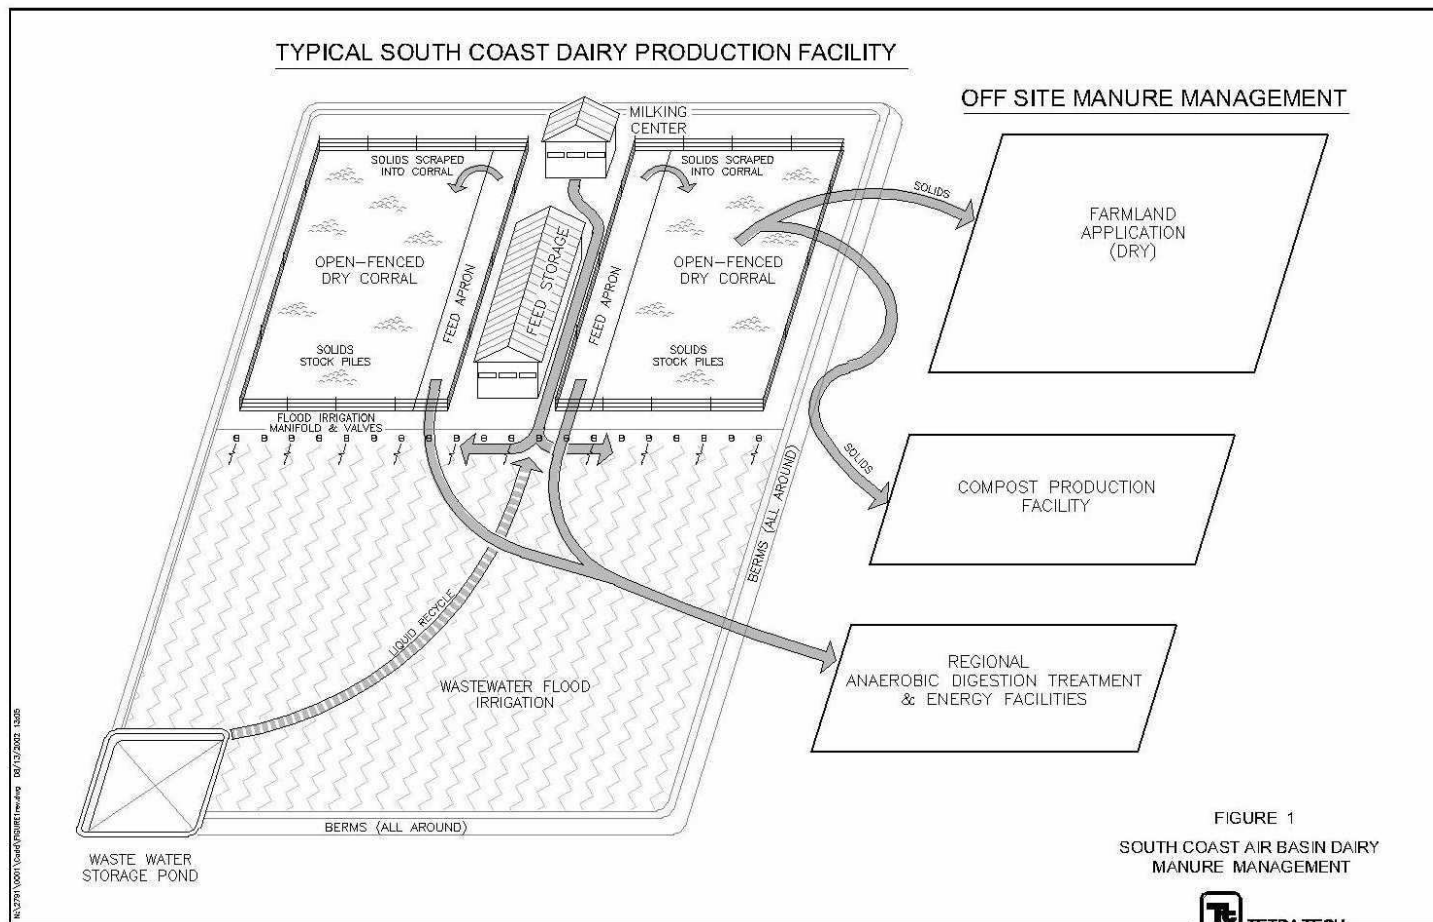 TYPICAL SOUTH COAST DAIRY PRODUCTION FACILITY
OFF SITE MANURE MANAGEMENT
MILKING
CENTER
SOLIDS SCRAPED
INTO CORRAL
SOLIDS SCRAPED
INTO CORRAL
SOLIDS
FARMLAND
APPLICATION
(DRY)
OPEN-FENCED
DRY CORRAL
FEED APRON
FEED STORAGE
FEED APRON
OPEN-FENCED
DRY CORRAL
SOLIDS
STOCK PILES
SOLIDS
STOCK PILES
FLOOD IRRIGATION
MANIFOLD & VALVES
SOLIDS
COMPOST PRODUCTION
FACILITY
BERMS (ALL AROUND)
LIQUID RECYCLE
WASTEWATER FLOOD
IRRIGATION
REGIONAL
ANAEROBIC DIGESTION TREATMENT
& ENERGY FACILITIES
BERMS (ALL AROUND)
WASTE WATER
STORAGE POND
FIGURE 1
SOUTH COAST AIR BASIN DAIRY
MANURE MANAGEMENT
Tt
TETRA TECH